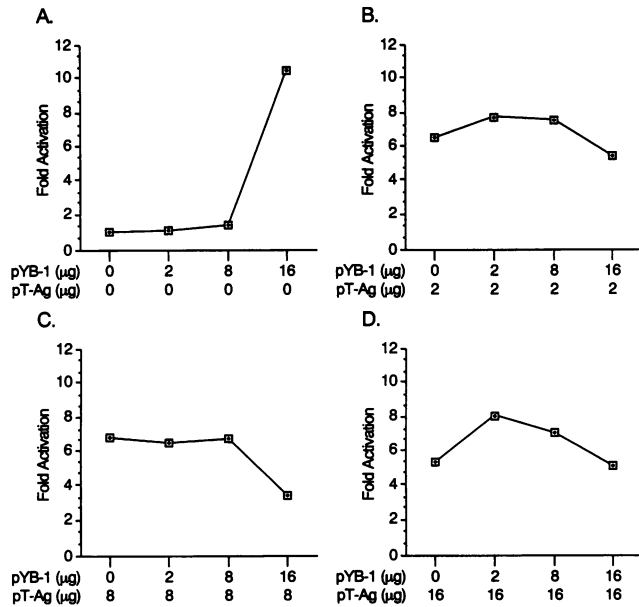 A.
12
10
8
6
4
2
0
Fold Activation
pYB-1 (μg) 0 2 8 16
pT-Ag (μg) 0 0 0 0
B.
12
10
8
6
4
2
0
Fold Activation
pYB-1 (μg) 0 2 8 16
pT-Ag (μg) 2 2 2 2
C.
12
10
8
6
4
2
0
Fold Activation
pYB-1 (μg) 0 2 8 16
pT-Ag (μg) 8 8 8 8
D.
12
10
8
6
4
2
0
Fold Activation
pYB-1 (μg) 0 2 8 16
pT-Ag (μg) 16 16 16 16